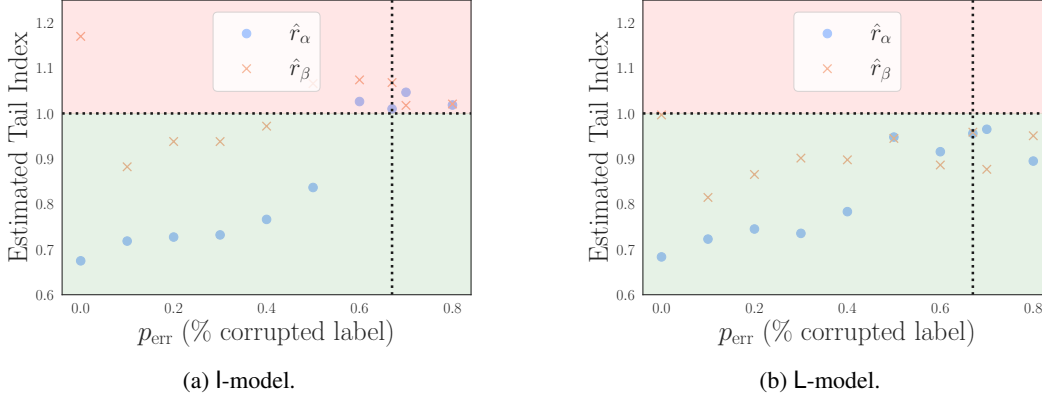 1.2
1.1
1.0
0.9
0.8
0.7
0.6
Estimated Tail Index
r̂α
r̂β
0.0 0.2 0.4 0.6 0.8
perr (% corrupted label)
(a) I-model.
1.2
1.1
1.0
0.9
0.8
0.7
0.6
Estimated Tail Index
r̂α
r̂β
0.0 0.2 0.4 0.6 0.8
perr (% corrupted label)
(b) L-model.